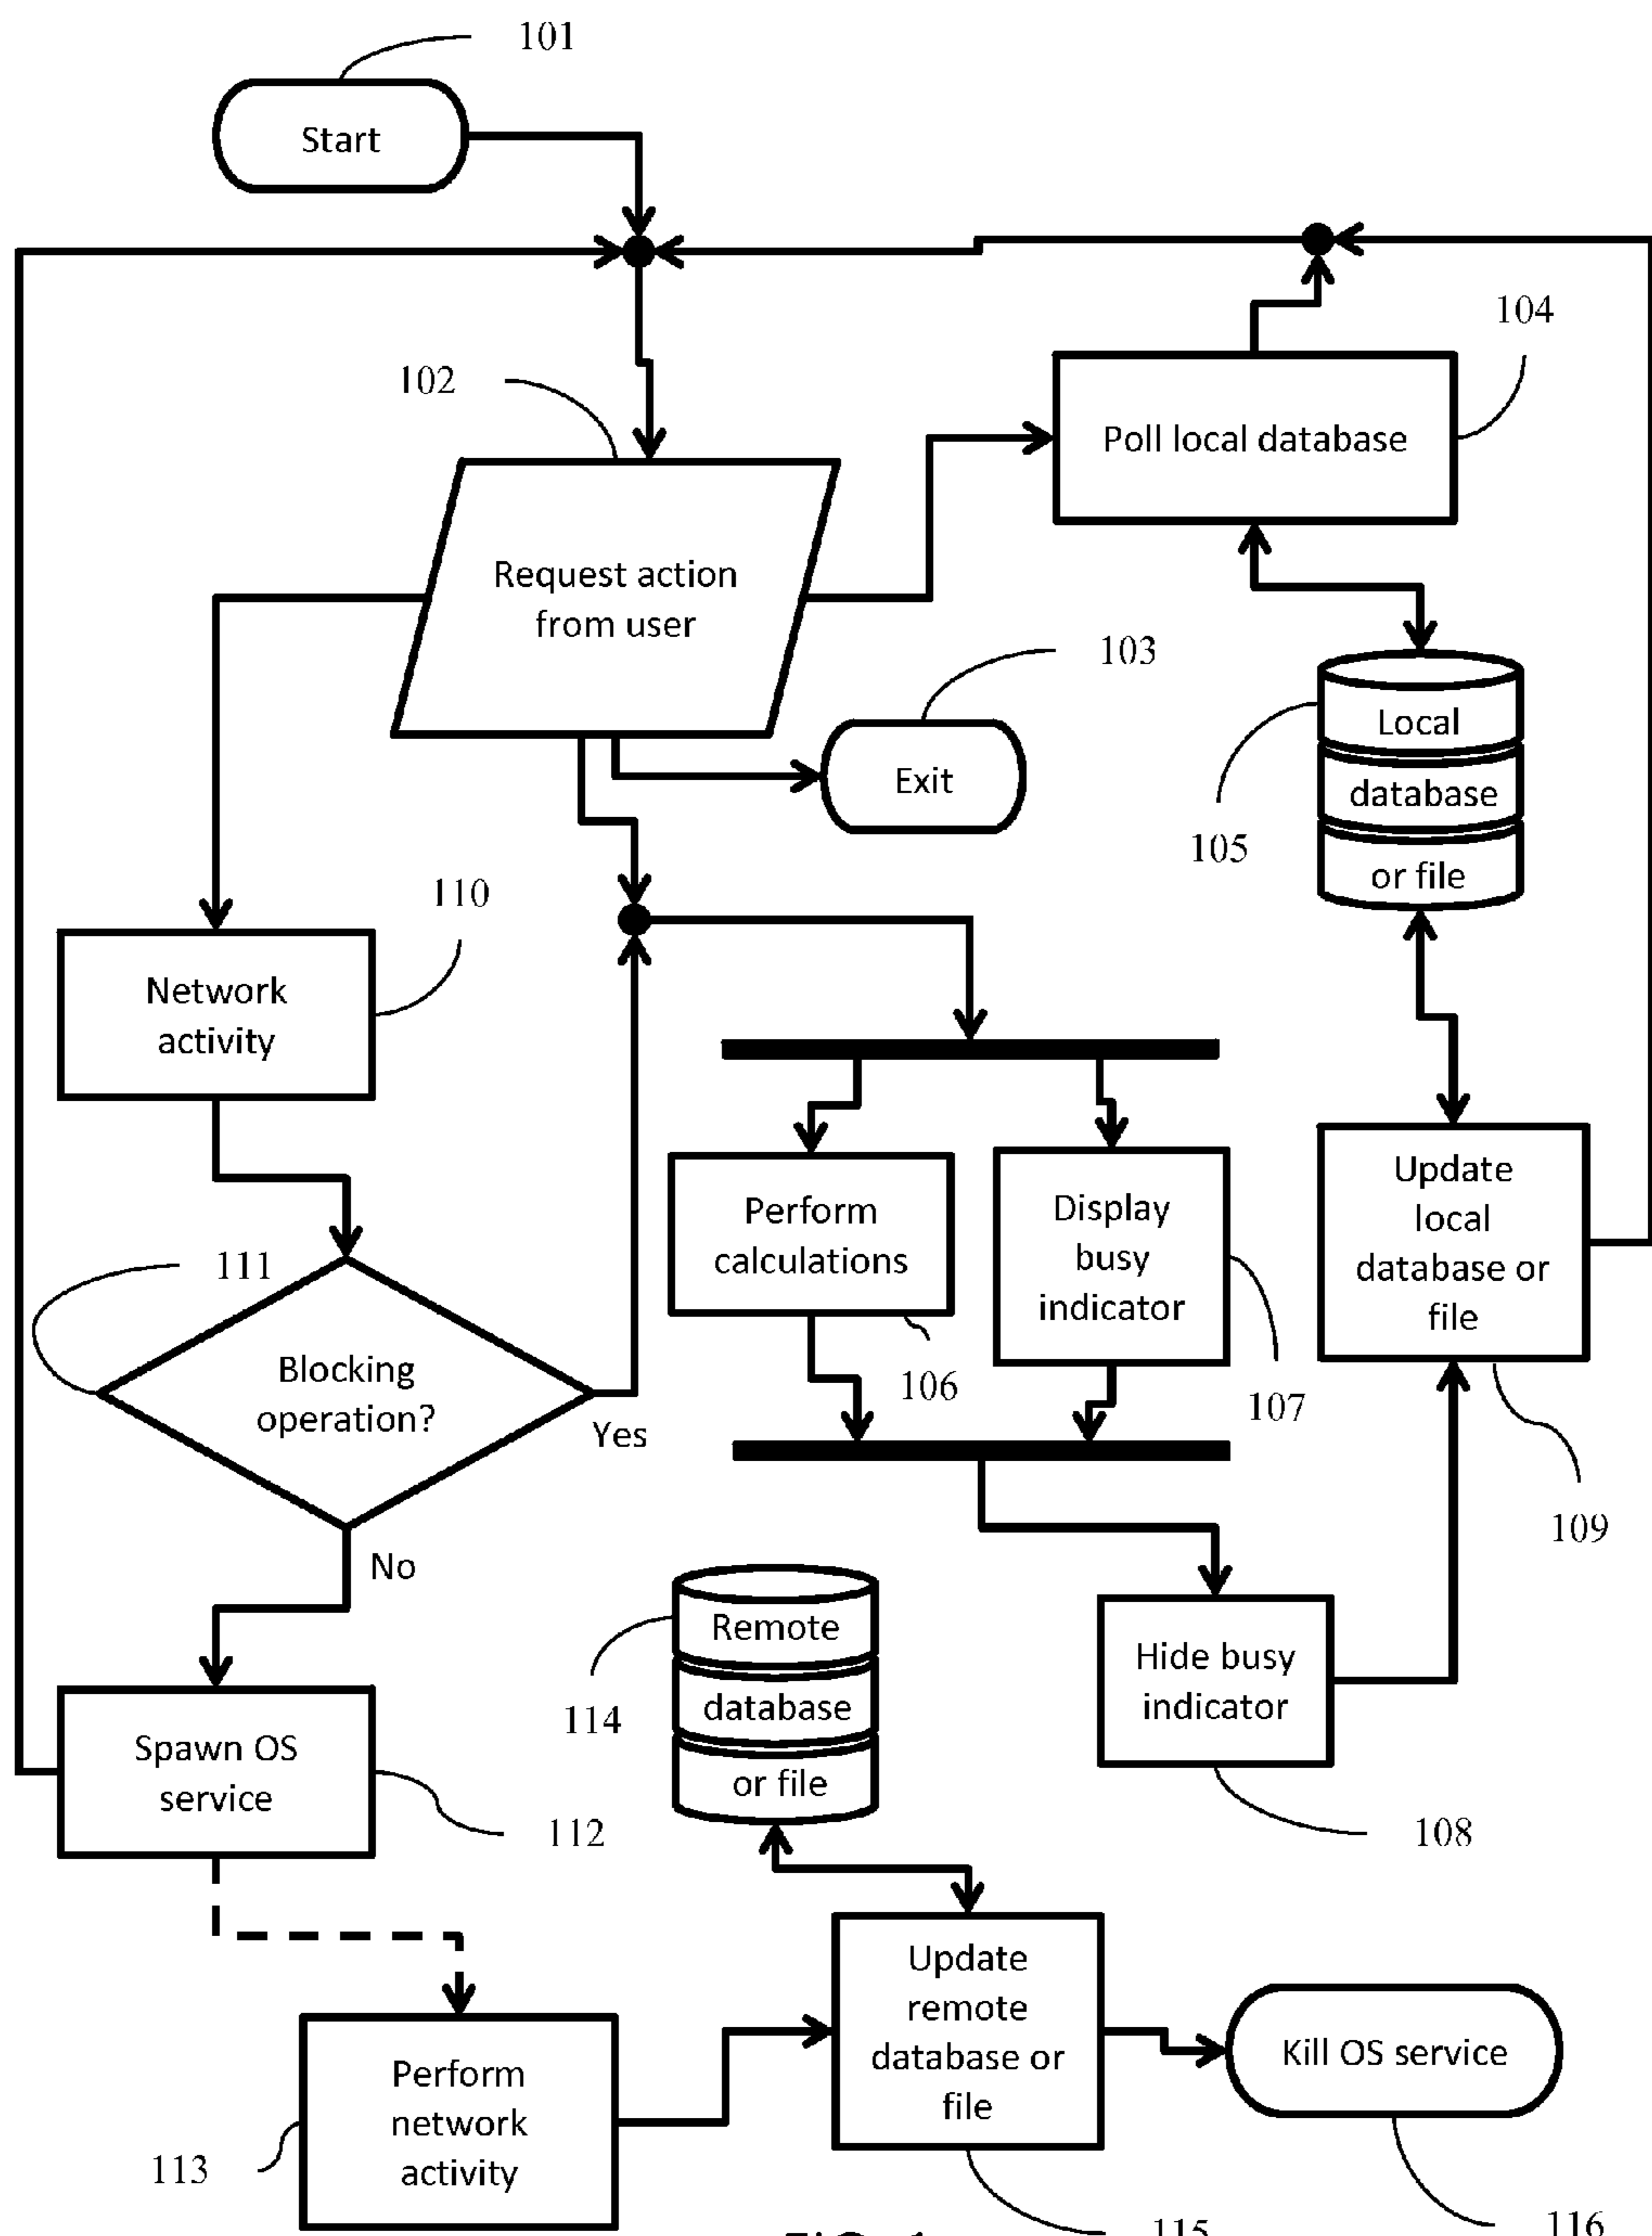 101
Start
104
102
Poll local database
Request action
from user
103
Local
database
or file
Exit
105
110
Network
activity
Perform
calculations
Display
busy
indicator
Update
local
database or
file
111
106
107
Blocking
operation?
Yes
109
No
Remote
database
or file
Hide busy
indicator
114
Spawn OS
service
112
108
Update
remote
database or
file
Kill OS service
Perform
network
activity
113
115
116